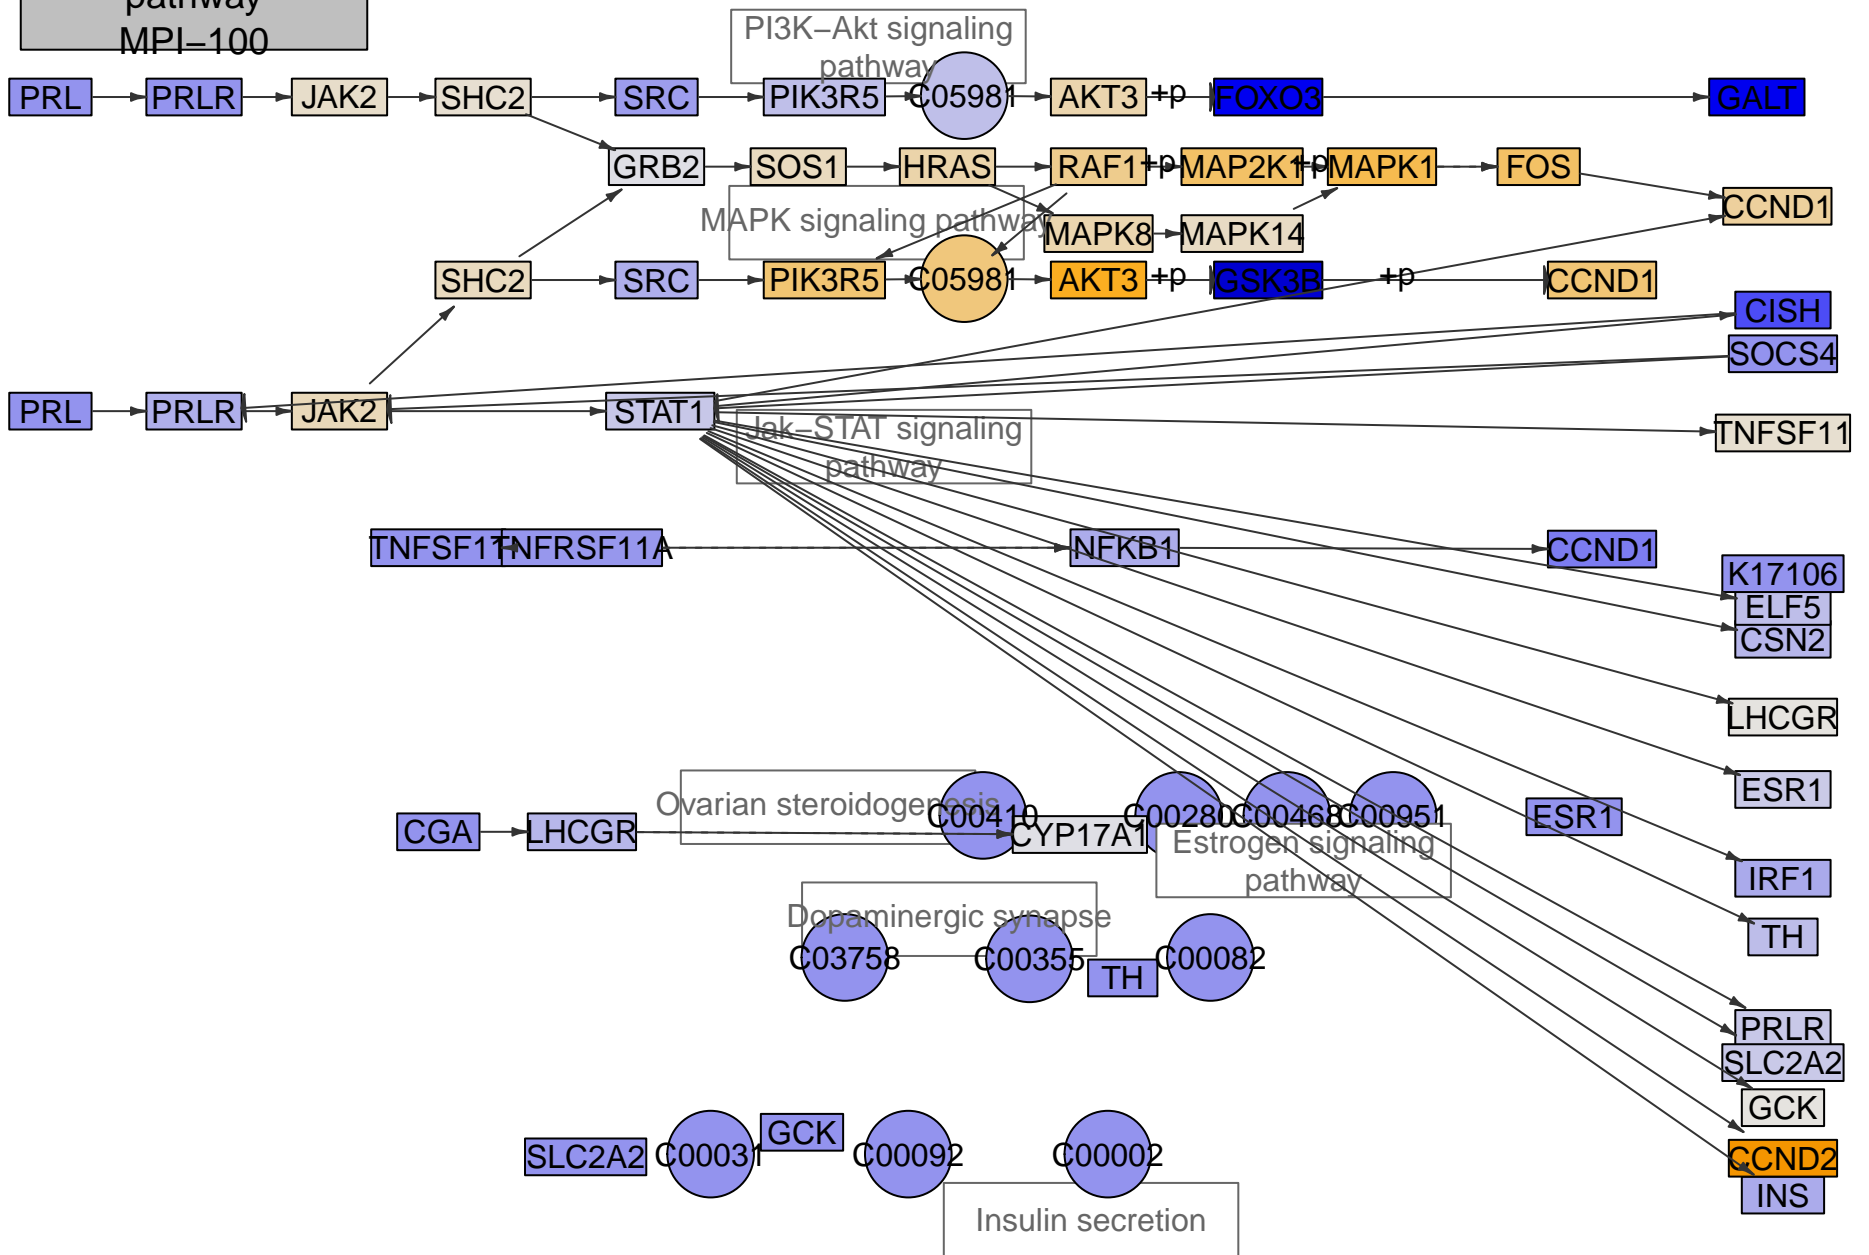 pathway
MPI−100
PI3K−Akt signaling
pathway
PRL
PRLR
JAK2
SHC2
SRC
PIK3R5
C05981
AKT3
+p
FOXO3
GALT
GRB2
SOS1
HRAS
RAF1
+p
MAP2K1
+p
MAPK1
FOS
CCND1
MAPK signaling pathway
MAPK8
MAPK14
SHC2
SRC
PIK3R5
C05981
AKT3
+p
GSK3B
+p
CCND1
CISH
SOCS4
PRL
PRLR
JAK2
STAT1
Jak−STAT signaling
pathway
TNFSF11
TNFSF11
TNFRSF11A
NFKB1
CCND1
K17106
ELF5
CSN2
LHCGR
ESR1
Ovarian steroidogenesis
C00410
C00280
C00468
C00951
ESR1
CGA
LHCGR
CYP17A1
Estrogen signaling
pathway
IRF1
Dopaminergic synapse
TH
C03758
C00355
TH
C00082
PRLR
SLC2A2
GCK
SLC2A2
C00031
GCK
C00092
C00002
CCND2
INS
Insulin secretion